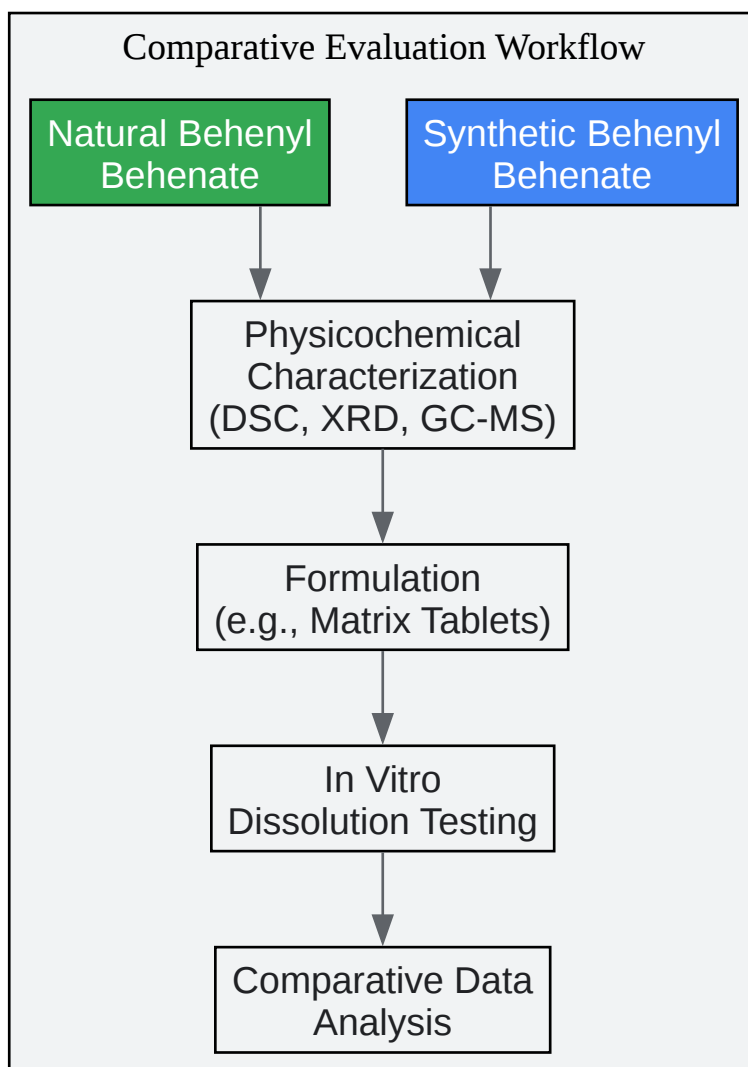 Comparative Evaluation Workflow
Natural Behenyl
Behenate
Synthetic Behenyl
Behenate
Physicochemical
Characterization
(DSC, XRD, GC-MS)
Formulation
(e.g., Matrix Tablets)
In Vitro
Dissolution Testing
Comparative Data
Analysis